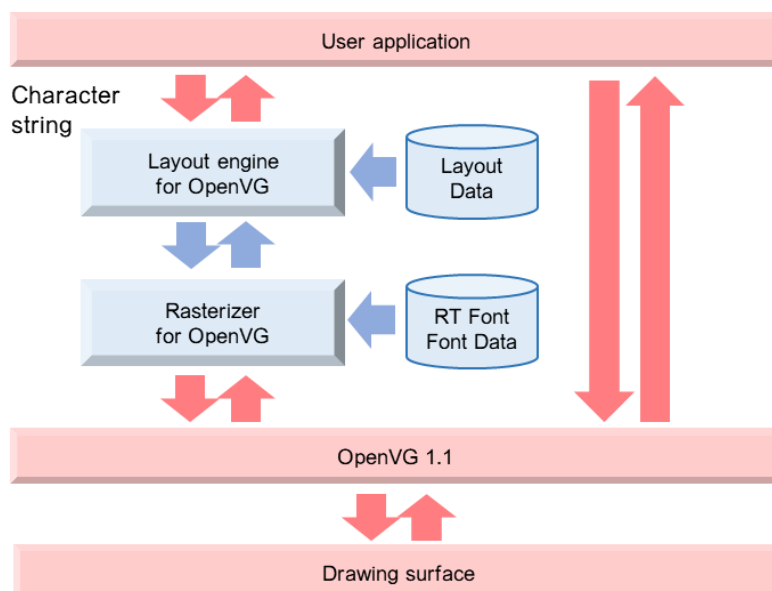 User application
Character
string
Layout engine
for OpenVG
Layout
Data
Rasterizer
for OpenVG
RT Font
Font Data
OpenVG 1.1
Drawing surface